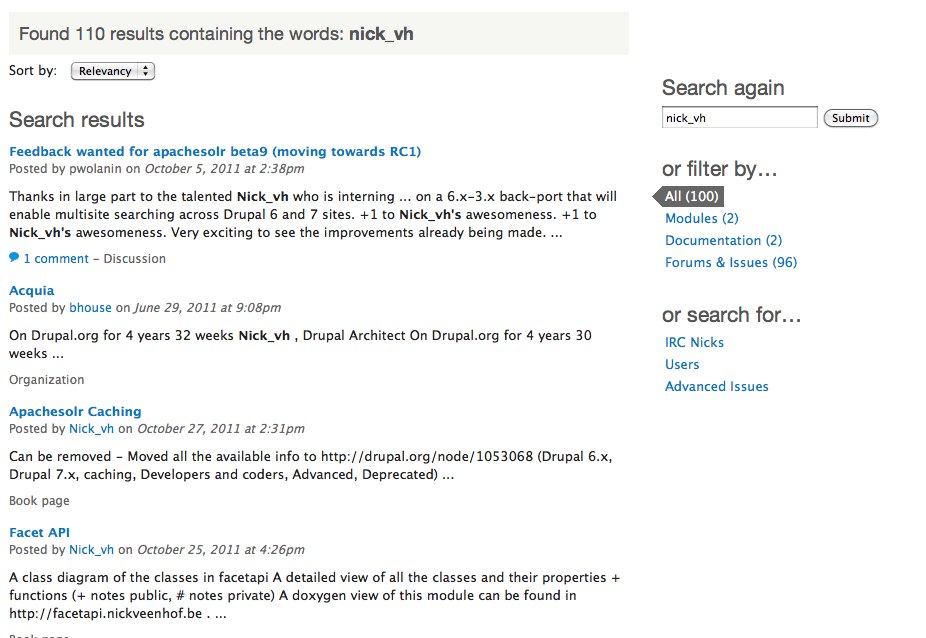 Found 110 results containing the words: nick_vh
Sort by: Relevancy
Search results
Feedback wanted for apachesolr beta9 (moving towards RC1)
Posted by pwolanin on October 5, 2011 at 2:38pm
Thanks in large part to the talented Nick_vh who is interning ... on a 6.x-3.x back-port that will
enable multisite searching across Drupal 6 and 7 sites. +1 to Nick_vh's awesomeness. +1 to
Nick_vh's awesomeness. Very exciting to see the improvements already being made. ...
1 comment – Discussion
Acquia
Posted by bhouse on June 29, 2011 at 9:08pm
On Drupal.org for 4 years 32 weeks Nick_vh , Drupal Architect On Drupal.org for 4 years 30
weeks ...
Organization
Apachesolr Caching
Posted by Nick_vh on October 27, 2011 at 2:31pm
Can be removed – Moved all the available info to http://drupal.org/node/1053068 (Drupal 6.x,
Drupal 7.x, caching, Developers and coders, Advanced, Deprecated) ...
Book page
Facet API
Posted by Nick_vh on October 25, 2011 at 4:26pm
A class diagram of the classes in facetapi A detailed view of all the classes and their properties +
functions (+ notes public, # notes private) A doxygen view of this module can be found in
http://facetapi.nickveenhof.be . ...
Book page
Search again
nick_vh Submit
or filter by...
All (100)
Modules (2)
Documentation (2)
Forums & Issues (96)
or search for...
IRC Nicks
Users
Advanced Issues